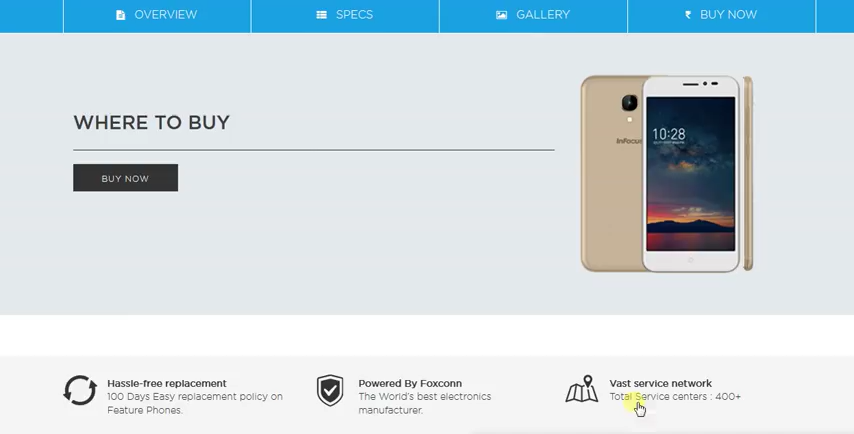 OVERVIEW
SPECS
GALLERY
₹ BUY NOW
WHERE TO BUY
BUY NOW
InFocus
10:28
Hassle-free replacement
100 Days Easy replacement policy on
Feature Phones.
Powered By Foxconn
The World's best electronics
manufacturer.
Vast service network
Total Service centers : 400+